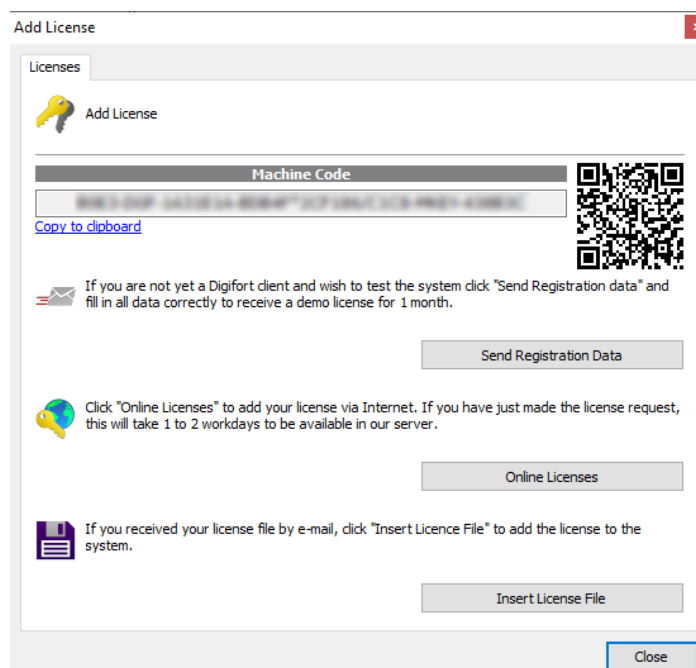 Add License
Licenses
Add License
Machine Code
Copy to clipboard
If you are not yet a Digifort client and wish to test the system click "Send Registration data" and
fill in all data correctly to receive a demo license for 1 month.
Send Registration Data
Click "Online Licenses" to add your license via Internet. If you have just made the license request,
this will take 1 to 2 workdays to be available in our server.
Online Licenses
If you received your license file by e-mail, click "Insert Licence File" to add the license to the
system.
Insert License File
Close